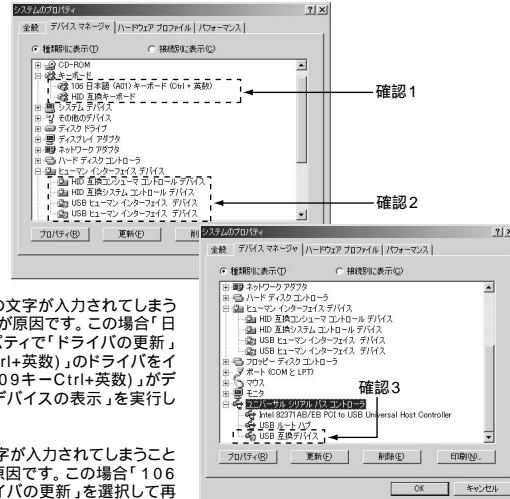 システムのプロパティ
全般 デバイス マネージャ ハードウェア プロファイル パフォーマンス
種類別に表示(T) 接続別に表示(C)
CD-ROM
キーボード
106 日本語 (A01) キーボード (Ctrl + 英数)
HID 互換キーボード
システム デバイス
その他のデバイス
ディスク ドライブ
ディスプレイ アダプタ
ネットワーク アダプタ
ハード ディスク コントローラ
ヒューマン インターフェイス デバイス
HID 互換コンシューマ コントロール デバイス
HID 互換システム コントロール デバイス
USB ヒューマン インターフェイス デバイス
USB ヒューマン インターフェイス デバイス
プロパティ(R) 更新(F) 削
確認1
確認2
システムのプロパティ
全般 デバイス マネージャ ハードウェア プロファイル パフォーマンス
種類別に表示(T) 接続別に表示(C)
ネットワーク アダプタ
ハード ディスク コントローラ
ヒューマン インターフェイス デバイス
HID 互換コンシューマ コントロール デバイス
HID 互換システム コントロール デバイス
USB ヒューマン インターフェイス デバイス
USB ヒューマン インターフェイス デバイス
フロッピー ディスク コントローラ
ポート (COM と LPT)
マウス
モニタ
ユニバーサル シリアル バス コントローラ
Intel 82371AB/EB PCI to USB Universal Host Controller
USB ルート ハブ
USB 互換デバイス
プロパティ(R) 更新(F) 削除(E) 印刷(N)...
OK キャンセル
確認3
の文字が入力されてしまう
が原因です。この場合「日
パティで「ドライバの更新」
rl+英数)」のドライバをイ
09キーCtrl+英数)」がデ
デバイスの表示」を実行し
字が入力されてしまうこと
原因です。この場合「106
イバの更新」を選択して再